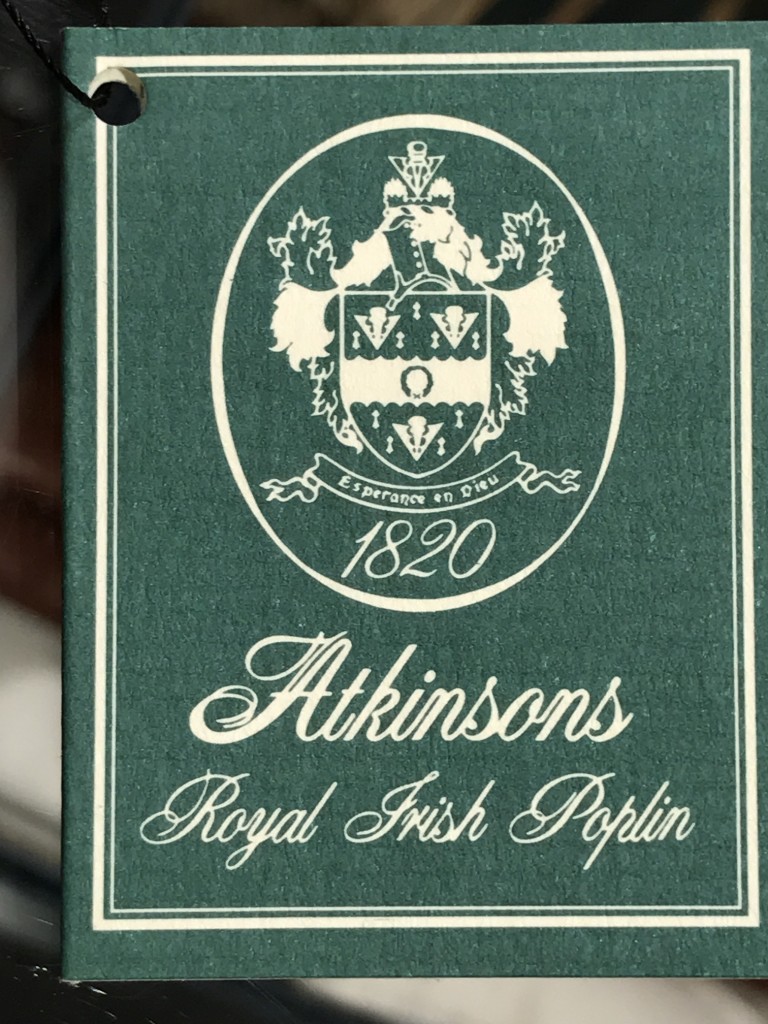 Esperance en Dieu
1820
Atkinsons
Royal Irish Poplin